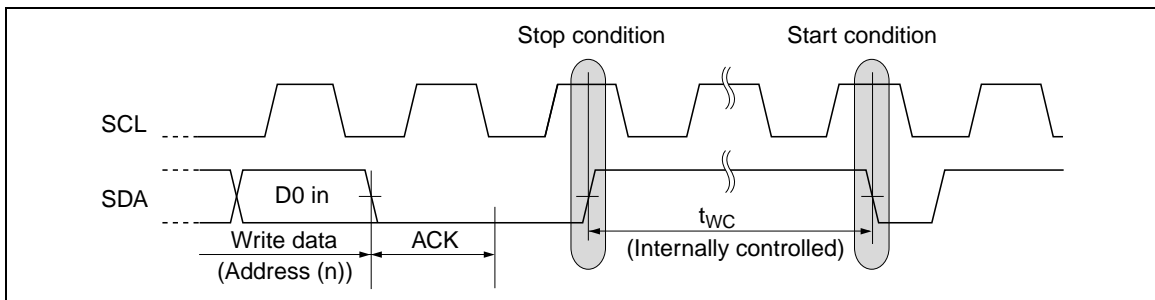 Stop condition
Start condition
SCL
SDA
D0 in
Write data
(Address (n))
ACK
tWC
(Internally controlled)